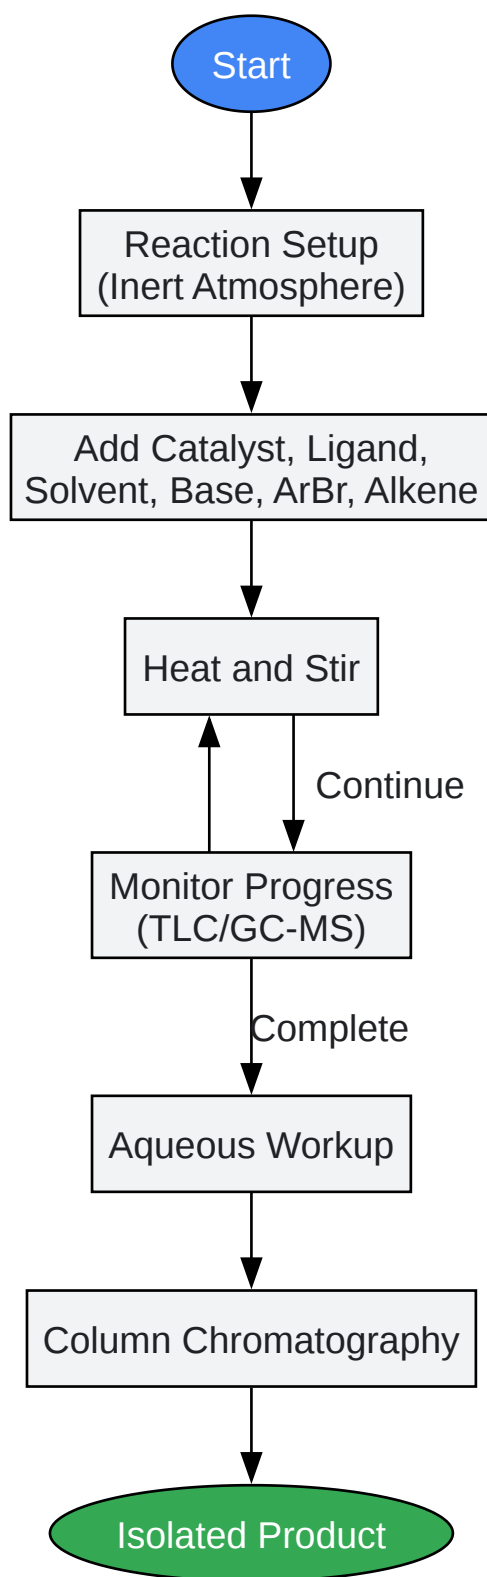 Start
Reaction Setup
(Inert Atmosphere)
Add Catalyst, Ligand,
Solvent, Base, ArBr, Alkene
Heat and Stir
Continue
Monitor Progress
(TLC/GC-MS)
Complete
Aqueous Workup
Column Chromatography
Isolated Product